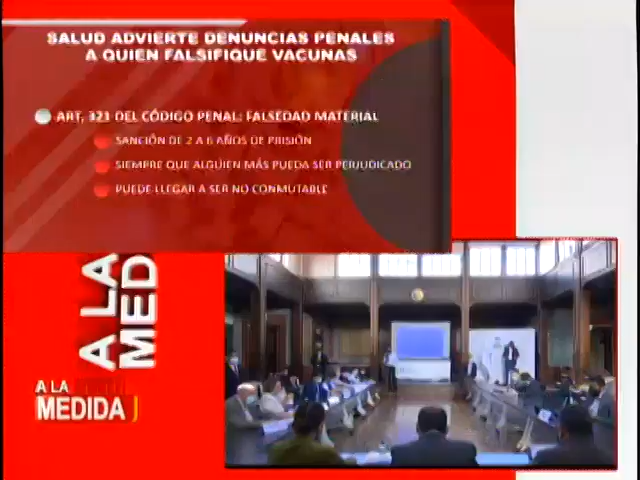 SALUD ADVIERTE DENUNCIAS PENALES
A QUIEN FALSIFIQUE VACUNAS
ART, 321 DEL CÓDIGO PENAL: FALSEDAD MATERIAL
SANCIÓN DE 2 A 6 AÑOS DE PRISIÓN
SIEMPRE QUE ALGUIEN MÁS PUEDA SER PERJUDICADO
PUEDE LLEGAR A SER NO CONMUTABLE
A LA
MED
A LA
MEDIDA